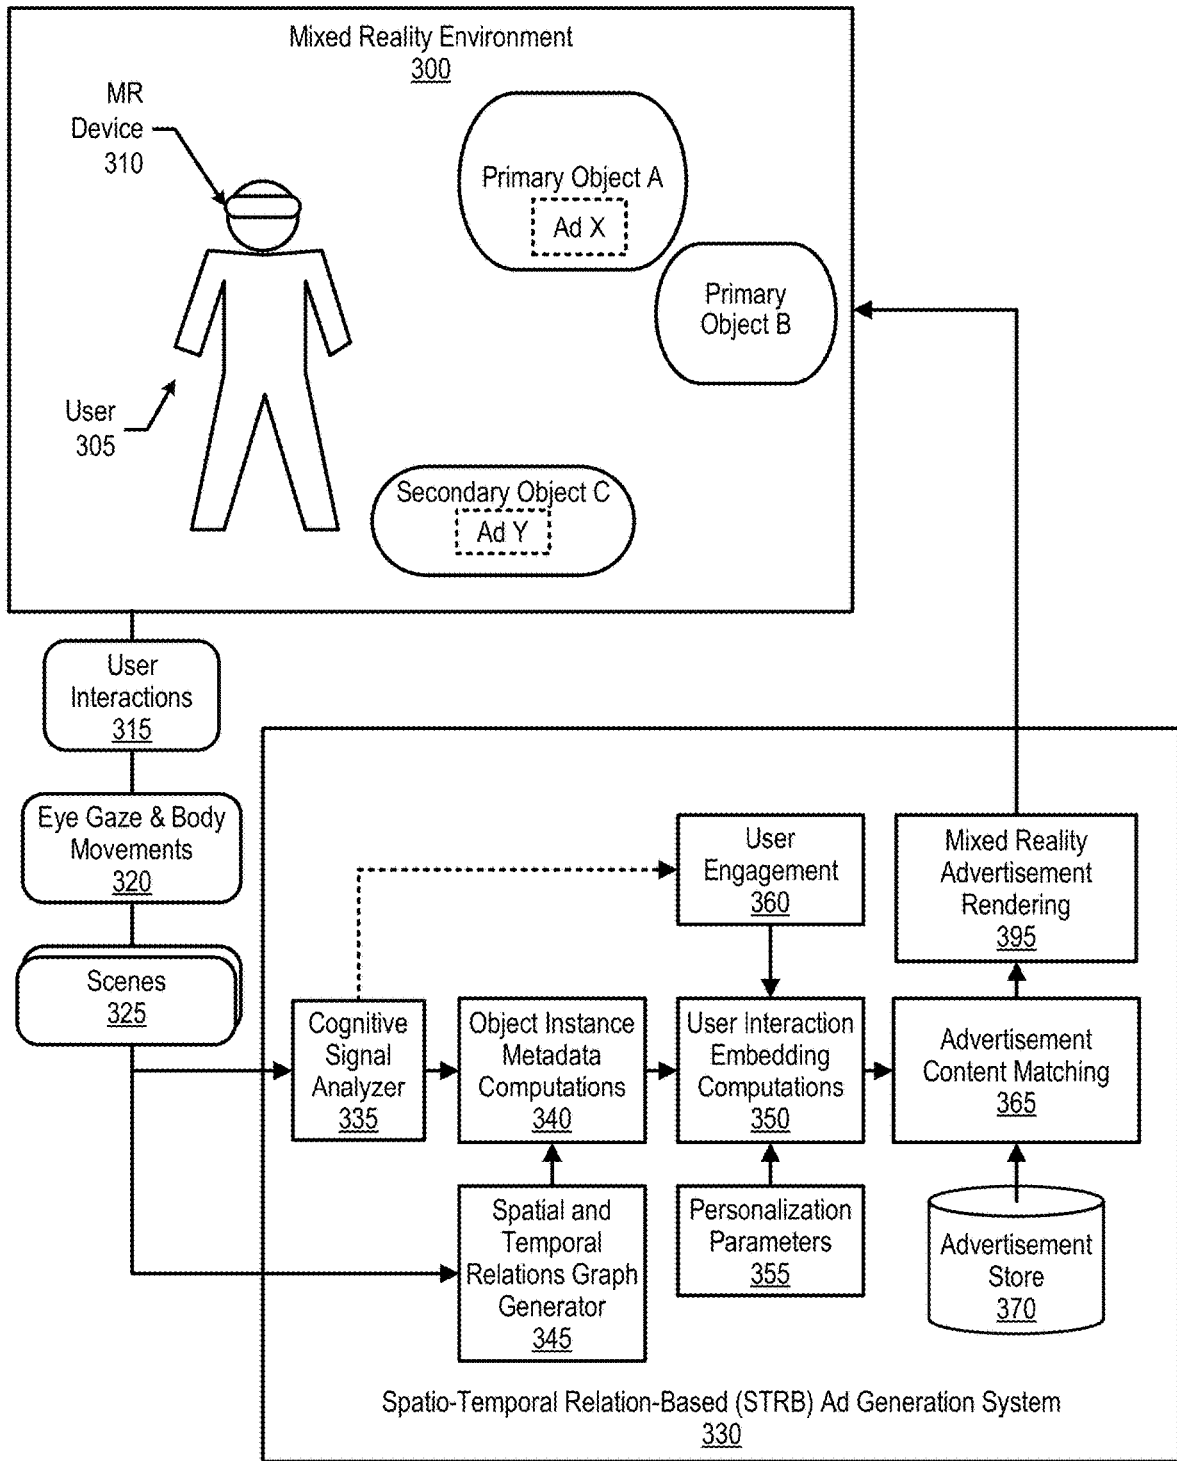 Mixed Reality Environment
300
MR
Device
310
Primary Object A
Ad X
Primary
Object B
User
305
Secondary Object C
Ad Y
User
Interactions
315
Eye Gaze & Body
Movements
320
Scenes
325
User
Engagement
360
Mixed Reality
Advertisement
Rendering
395
Cognitive
Signal
Analyzer
335
Object Instance
Metadata
Computations
340
User Interaction
Embedding
Computations
350
Advertisement
Content Matching
365
Spatial and
Temporal
Relations Graph
Generator
345
Personalization
Parameters
355
Advertisement
Store
370
Spatio-Temporal Relation-Based (STRB) Ad Generation System
330